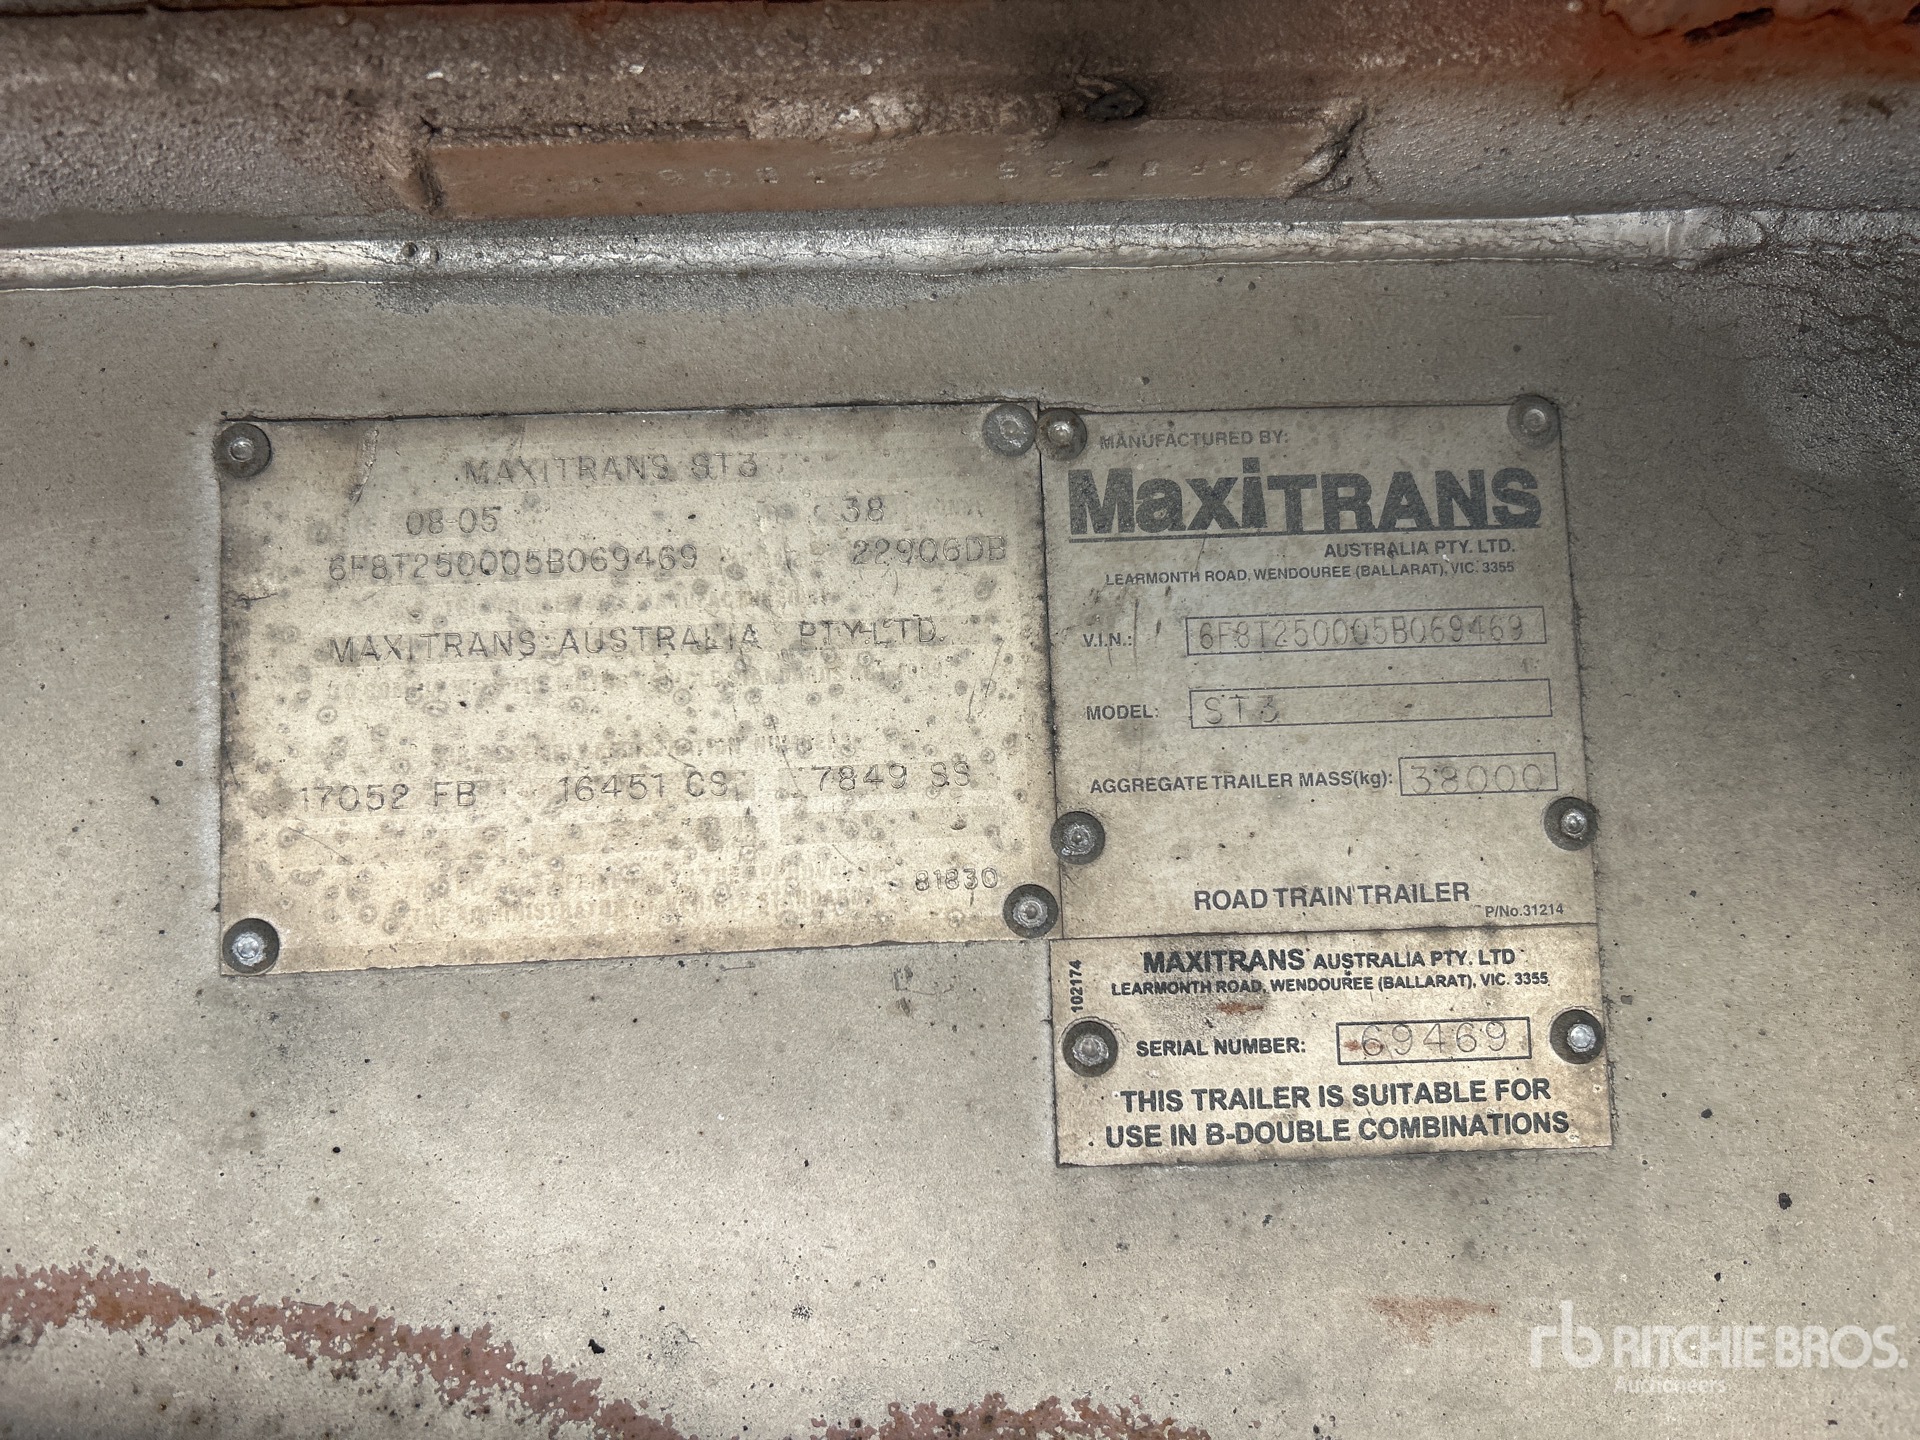 MAXITRANS ST3
08-05 38
6F8T250005B069469 22906DB
MAXITRANS AUSTRALIA PTY LTD
17052 FB 16451 CS 7849 SS
81830
MANUFACTURED BY:
MaxiTRANS
AUSTRALIA PTY. LTD.
LEARMONTH ROAD, WENDOUREE (BALLARAT), VIC. 3355
V.I.N.: 6F8T250005B069469
MODEL: ST3
AGGREGATE TRAILER MASS(kg): 38000
ROAD TRAIN TRAILER
P/No.31214
102174
MAXITRANS AUSTRALIA PTY. LTD
LEARMONTH ROAD, WENDOUREE (BALLARAT), VIC. 3355
SERIAL NUMBER: 69469
THIS TRAILER IS SUITABLE FOR
USE IN B-DOUBLE COMBINATIONS
rb RITCHIE BROS.
Auctioneers